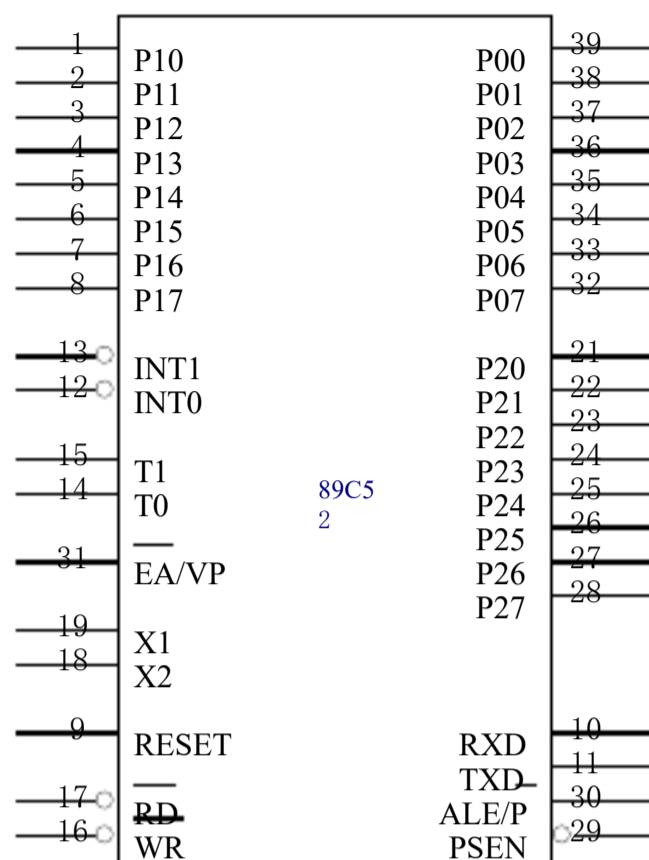 1 39
P10 P00
2 38
P11 P01
3 37
P12 P02
4 36
P13 P03
5 35
P14 P04
6 34
P15 P05
7 33
P16 P06
8 32
P17 P07
13 21
INT1 P20
12 22
INT0 P21
23
P22
15 24
T1 P23
14 25
T0 P24
89C5
2
26
P25
31 27
EA/VP P26
28
P27
19
X1
18
X2
9 10
RESET RXD
11
TXD
17 30
RD ALE/P
16 29
WR PSEN